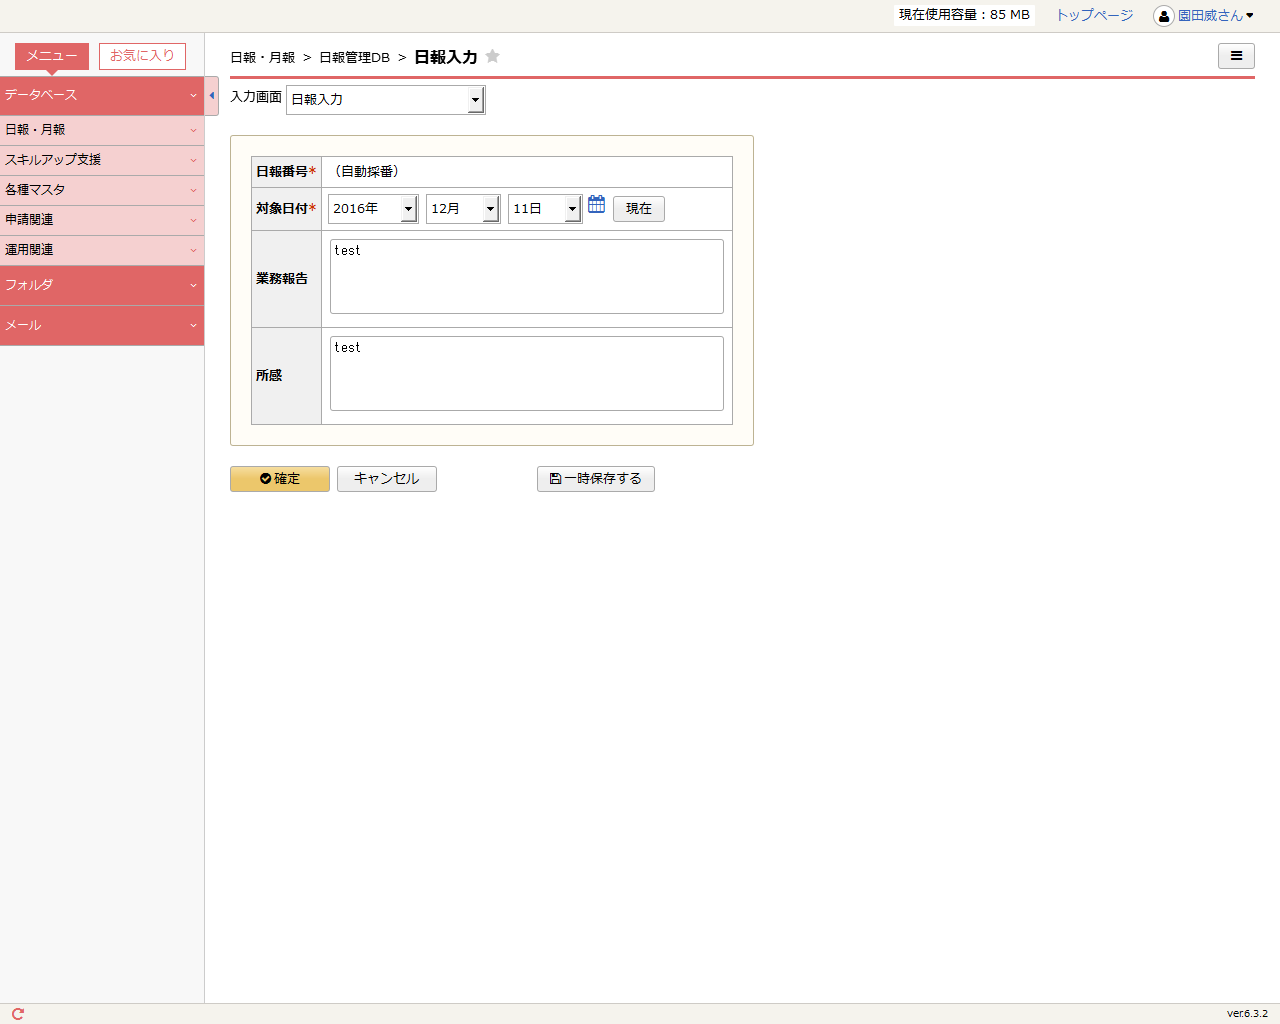 現在使用容量：85 MB トップページ 園田威さん
メニュー お気に入り
日報・月報 > 日報管理DB > 日報入力
データベース
入力画面 日報入力
日報・月報
スキルアップ支援
各種マスタ
申請関連
運用関連
フォルダ
メール
日報番号* （自動採番）
対象日付* 2016年 12月 11日 現在
業務報告 test
所感 test
確定 キャンセル 一時保存する
ver.6.3.2